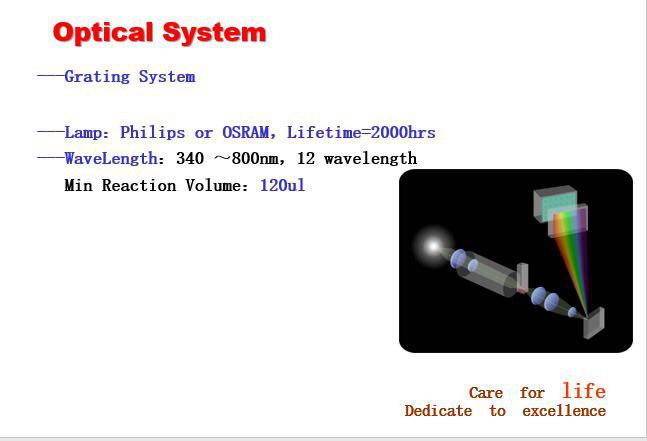 Optical System
——Grating System
——Lamp: Philips or OSRAM, Lifetime=2000hrs
——WaveLength: 340 ～800nm, 12 wavelength
Min Reaction Volume: 120ul
Care for life
Dedicate to excellence